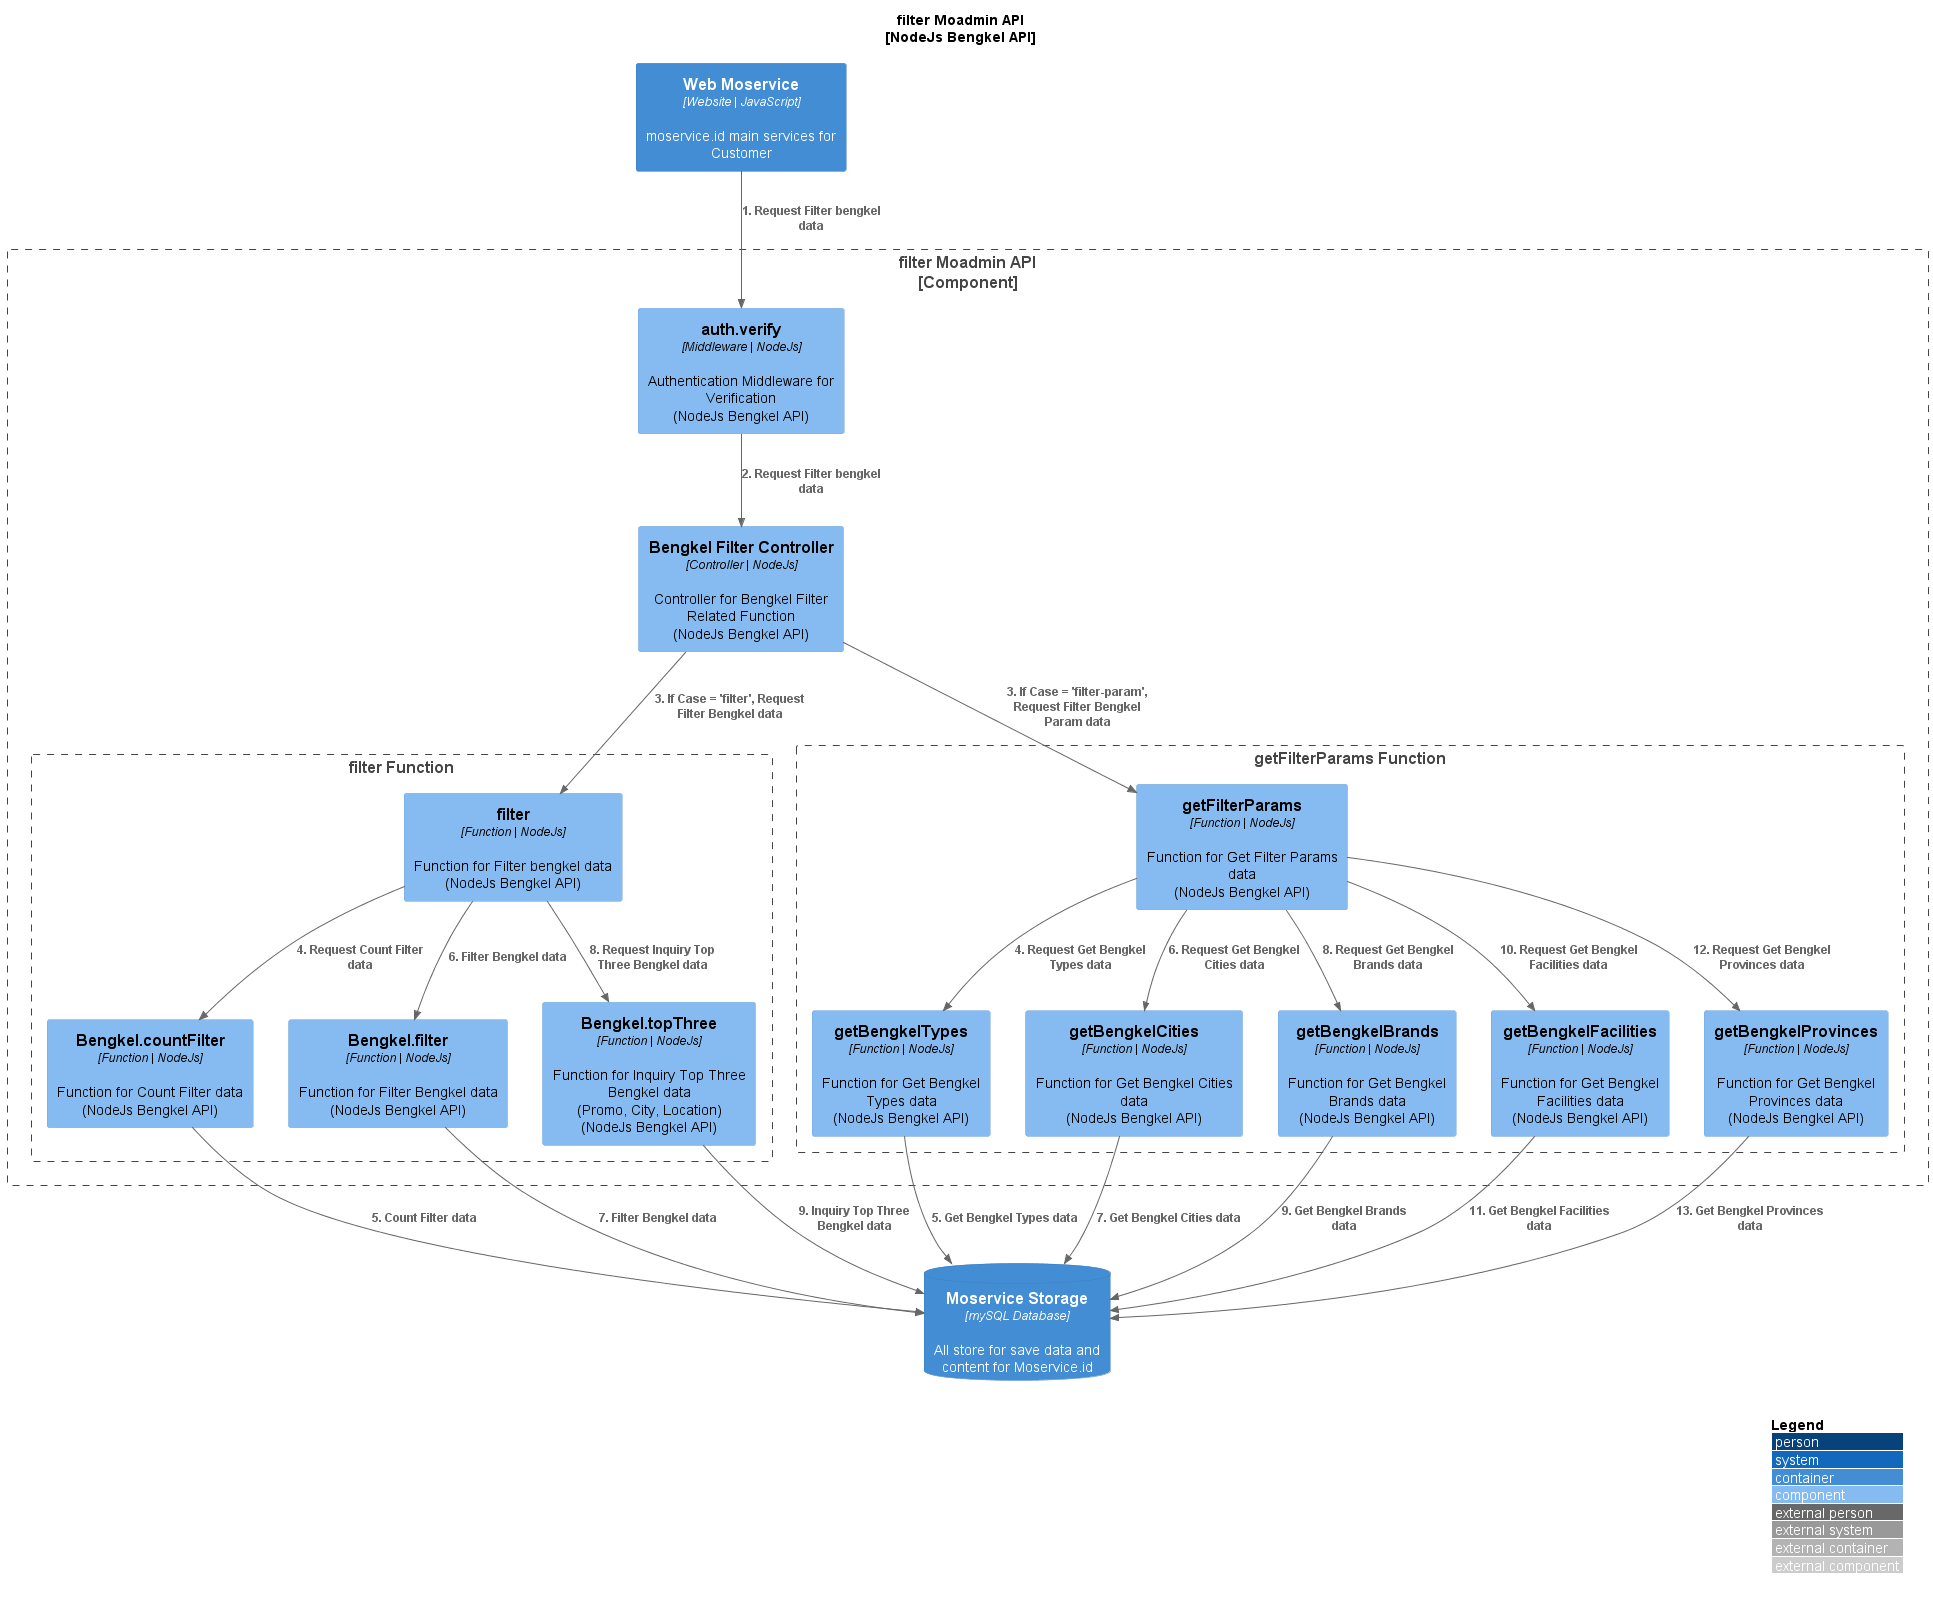 filter Moadmin API
[NodeJs Bengkel API]
Web Moservice
[Website | JavaScript]
moservice.id main services for
Customer
1. Request Filter bengkel
data
filter Moadmin API
[Component]
auth.verify
[Middleware | NodeJs]
Authentication Middleware for
Verification
(NodeJs Bengkel API)
2. Request Filter bengkel
data
Bengkel Filter Controller
[Controller | NodeJs]
Controller for Bengkel Filter
Related Function
(NodeJs Bengkel API)
3. If Case = 'filter', Request
Filter Bengkel data
3. If Case = 'filter-param',
Request Filter Bengkel
Param data
filter Function
filter
[Function | NodeJs]
Function for Filter bengkel data
(NodeJs Bengkel API)
4. Request Count Filter
data
6. Filter Bengkel data
8. Request Inquiry Top
Three Bengkel data
Bengkel.countFilter
[Function | NodeJs]
Function for Count Filter data
(NodeJs Bengkel API)
Bengkel.filter
[Function | NodeJs]
Function for Filter Bengkel data
(NodeJs Bengkel API)
Bengkel.topThree
[Function | NodeJs]
Function for Inquiry Top Three
Bengkel data
(Promo, City, Location)
(NodeJs Bengkel API)
getFilterParams Function
getFilterParams
[Function | NodeJs]
Function for Get Filter Params
data
(NodeJs Bengkel API)
4. Request Get Bengkel
Types data
6. Request Get Bengkel
Cities data
8. Request Get Bengkel
Brands data
10. Request Get Bengkel
Facilities data
12. Request Get Bengkel
Provinces data
getBengkelTypes
[Function | NodeJs]
Function for Get Bengkel
Types data
(NodeJs Bengkel API)
getBengkelCities
[Function | NodeJs]
Function for Get Bengkel Cities
data
(NodeJs Bengkel API)
getBengkelBrands
[Function | NodeJs]
Function for Get Bengkel
Brands data
(NodeJs Bengkel API)
getBengkelFacilities
[Function | NodeJs]
Function for Get Bengkel
Facilities data
(NodeJs Bengkel API)
getBengkelProvinces
[Function | NodeJs]
Function for Get Bengkel
Provinces data
(NodeJs Bengkel API)
5. Count Filter data
7. Filter Bengkel data
9. Inquiry Top Three
Bengkel data
5. Get Bengkel Types data
7. Get Bengkel Cities data
9. Get Bengkel Brands
data
11. Get Bengkel Facilities
data
13. Get Bengkel Provinces
data
Moservice Storage
[mySQL Database]
All store for save data and
content for Moservice.id
Legend
person
system
container
component
external person
external system
external container
external component